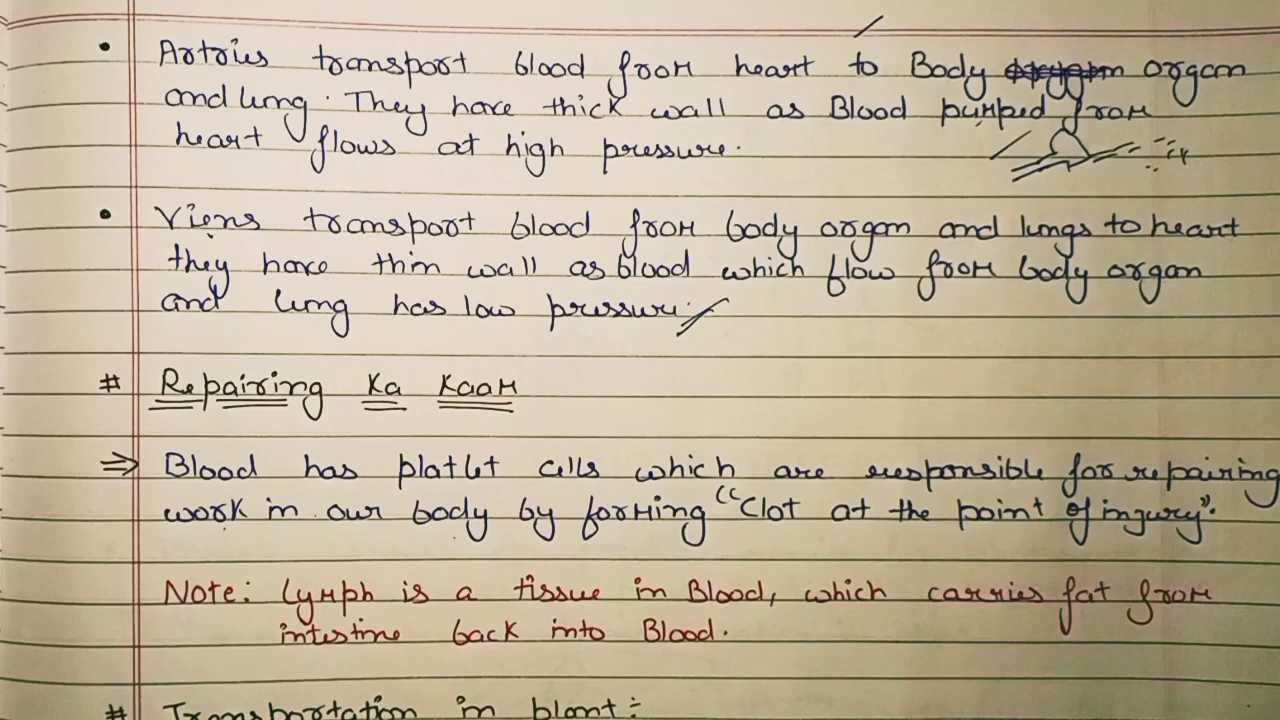 • Artries transport blood from heart to Body organ
and lung. They have thick wall as Blood pumped from
heart flows at high pressure.
• Viens transport blood from body organ and lungs to heart
they have thin wall as blood which flow from body organ
and lung has low pressure.
# Repairing Ka Kaam
⇒ Blood has platlet cells which are responsible for repairing
work in our body by forming "Clot at the point of ingury".
Note: Lymph is a tissue in Blood, which carries fat from
intestine back into Blood.
# Transportation in plant: